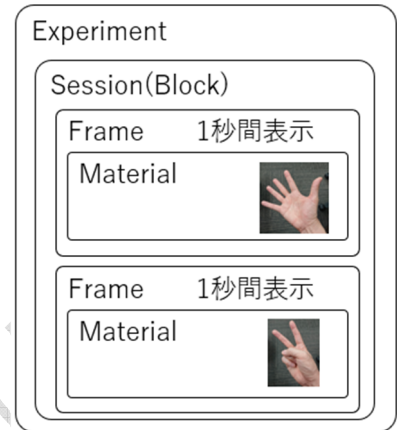 Experiment
Session(Block)
Frame 1秒間表示
Material
Frame 1秒間表示
Material